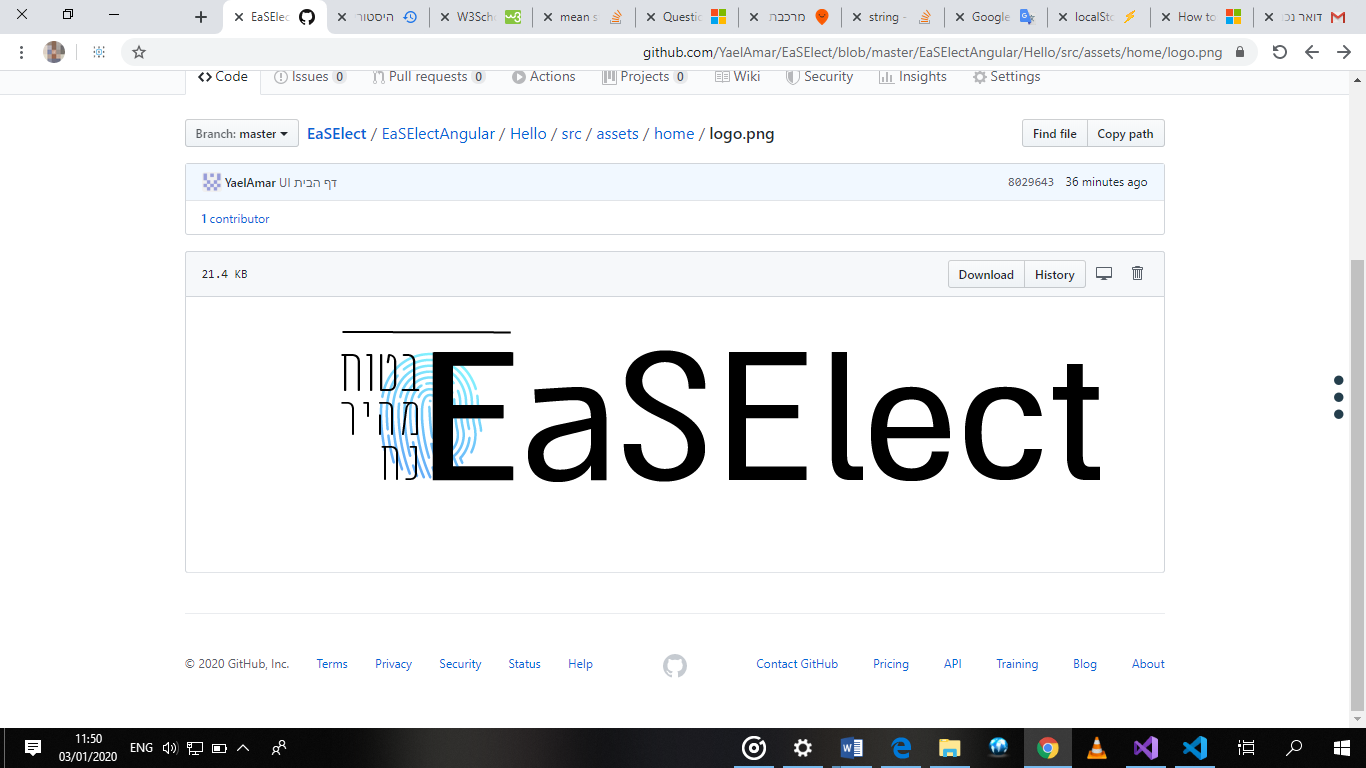 EaSElec
היסטור
W3Sch
mean s
Questic
מרכבת
string -
Google
localSto
How to
דואר נכנ
github.com/YaelAmar/EaSElect/blob/master/EaSElectAngular/Hello/src/assets/home/logo.png
Code Issues 0 Pull requests 0 Actions Projects 0 Wiki Security Insights Settings
Branch: master EaSElect / EaSElectAngular / Hello / src / assets / home / logo.png Find file Copy path
YaelAmar UI דף הבית 8029643 36 minutes ago
1 contributor
21.4 KB Download History
בטוח
מהיר
נח
EaSElect
© 2020 GitHub, Inc. Terms Privacy Security Status Help Contact GitHub Pricing API Training Blog About
11:50
03/01/2020
ENG